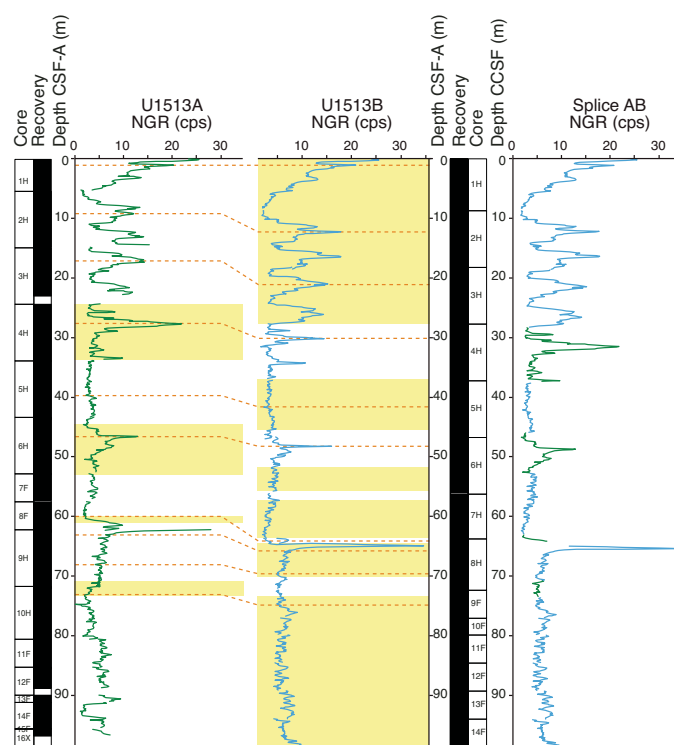 Core
Recovery
Depth CSF-A (m)
U1513A
NGR (cps)
U1513B
NGR (cps)
Depth CSF-A (m)
Recovery
Core
Depth CCSF (m)
Splice AB
NGR (cps)
0 10 20 30
0 10 20 30
0 10 20 30
0
10
20
30
40
50
60
70
80
90
0
10
20
30
40
50
60
70
80
90
0
10
20
30
40
50
60
70
80
90
1H
2H
3H
4H
5H
6H
7F
8F
9H
10H
11F
12F
13F
14F
15F
16X
1H
2H
3H
4H
5H
6H
7H
8H
9F
10F
11F
12F
13F
14F